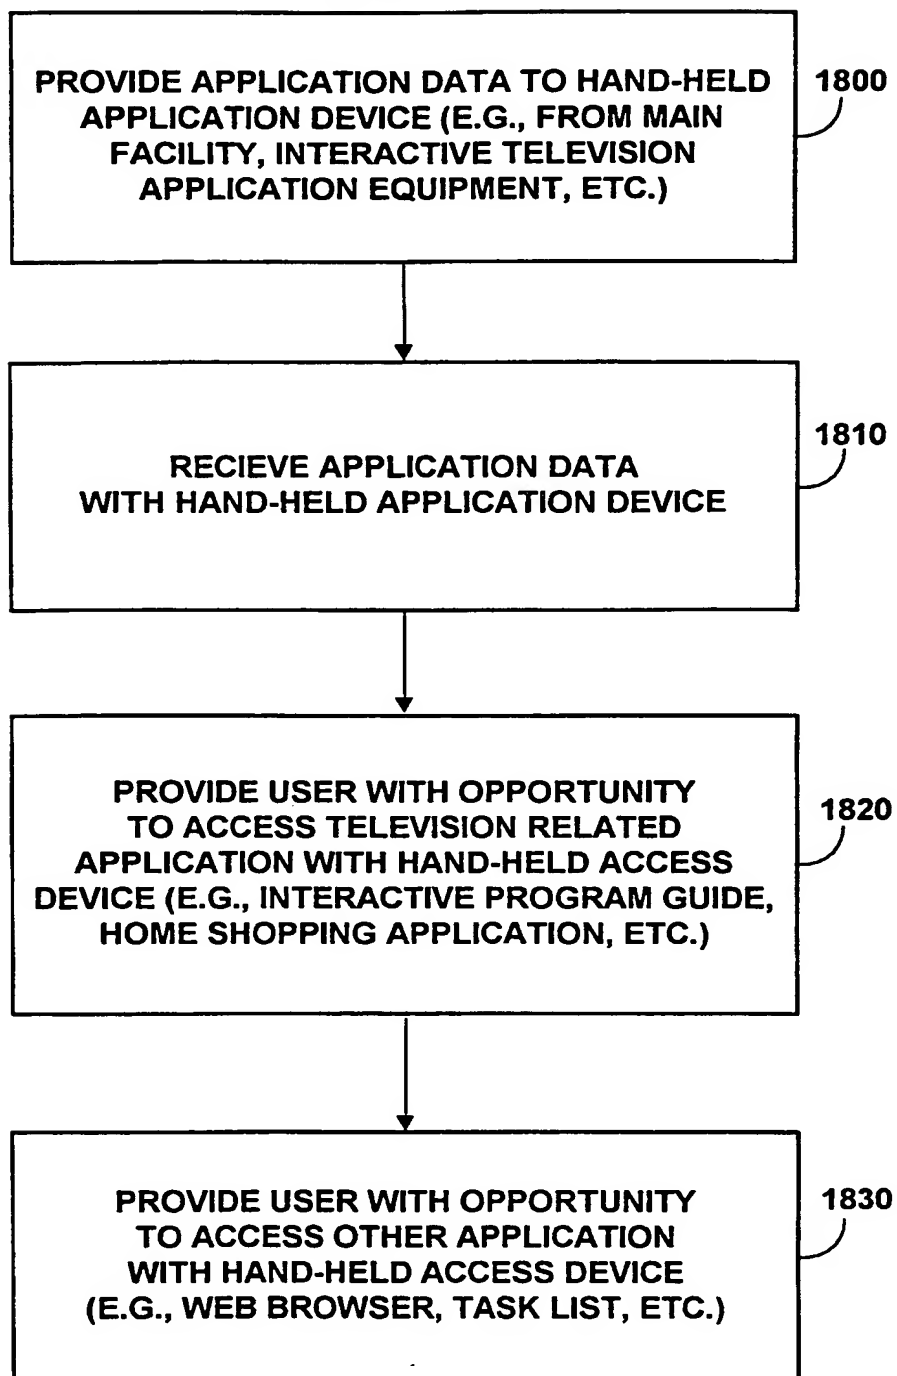 PROVIDE APPLICATION DATA TO HAND-HELD
APPLICATION DEVICE (E.G., FROM MAIN
FACILITY, INTERACTIVE TELEVISION
APPLICATION EQUIPMENT, ETC.)
1800
RECIEVE APPLICATION DATA
WITH HAND-HELD APPLICATION DEVICE
1810
PROVIDE USER WITH OPPORTUNITY
TO ACCESS TELEVISION RELATED
APPLICATION WITH HAND-HELD ACCESS
DEVICE (E.G., INTERACTIVE PROGRAM GUIDE,
HOME SHOPPING APPLICATION, ETC.)
1820
PROVIDE USER WITH OPPORTUNITY
TO ACCESS OTHER APPLICATION
WITH HAND-HELD ACCESS DEVICE
(E.G., WEB BROWSER, TASK LIST, ETC.)
1830